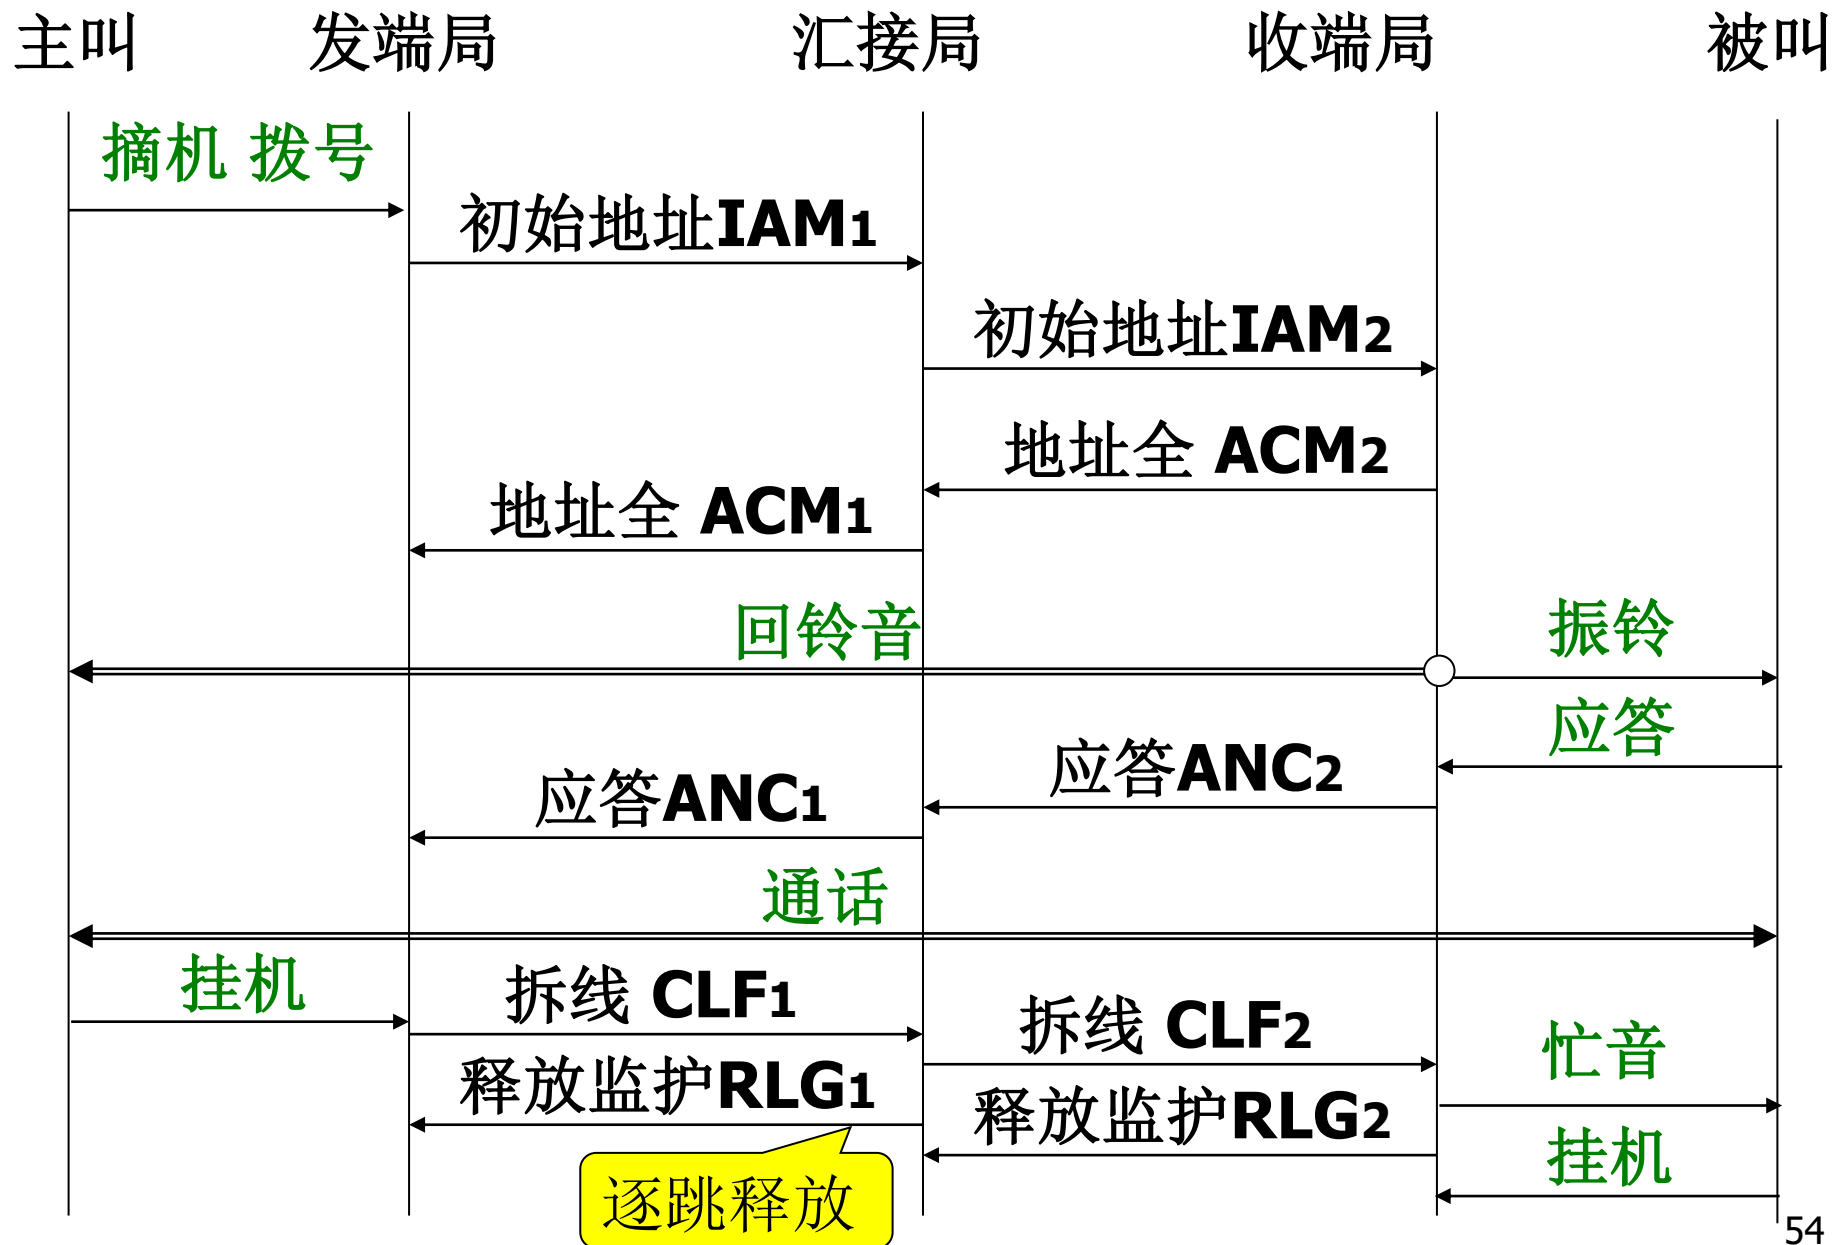 主叫 发端局 汇接局 收端局 被叫
摘机 拨号
初始地址IAM1
初始地址IAM2
地址全 ACM2
地址全 ACM1
回铃音
振铃
应答
应答ANC2
应答ANC1
通话
挂机
拆线 CLF1
拆线 CLF2
忙音
释放监护RLG1
释放监护RLG2
挂机
逐跳释放
54